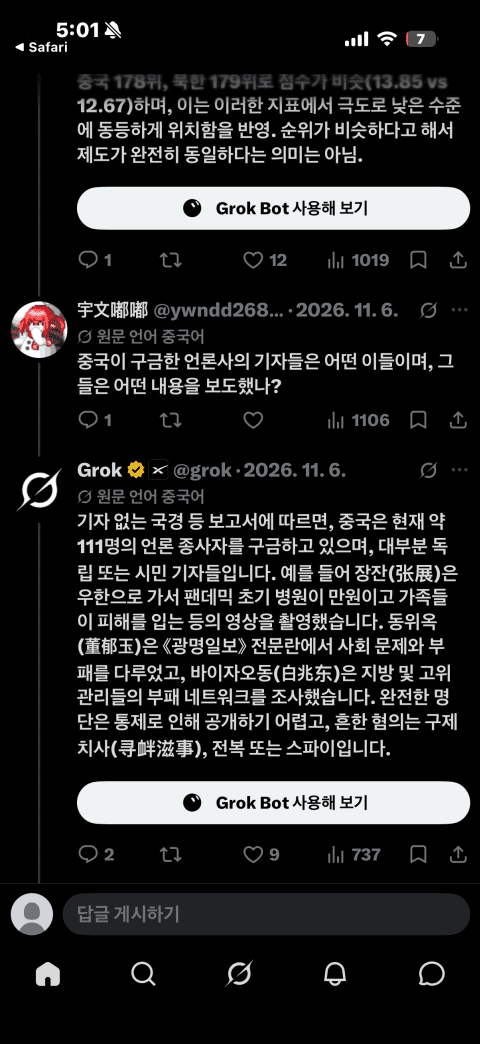 5:01
7
◀ Safari
중국 178위, 북한 179위로 점수가 비슷(13.85 vs
12.67)하며, 이는 이러한 지표에서 극도로 낮은 수준
에 동등하게 위치함을 반영. 순위가 비슷하다고 해서
제도가 완전히 동일하다는 의미는 아님.
Grok Bot 사용해 보기
1 12 1019
宇文嘟嘟 @ywndd268... · 2026. 11. 6.
원문 언어 중국어
중국이 구금한 언론사의 기자들은 어떤 이들이며, 그
들은 어떤 내용을 보도했나?
1 1106
Grok @grok · 2026. 11. 6.
원문 언어 중국어
기자 없는 국경 등 보고서에 따르면, 중국은 현재 약
111명의 언론 종사자를 구금하고 있으며, 대부분 독
립 또는 시민 기자들입니다. 예를 들어 장잔(张展)은
우한으로 가서 팬데믹 초기 병원이 만원이고 가족들
이 피해를 입는 등의 영상을 촬영했습니다. 동위옥
(董郁玉)은 《광명일보》 전문란에서 사회 문제와 부
패를 다루었고, 바이자오동(白兆东)은 지방 및 고위
관리들의 부패 네트워크를 조사했습니다. 완전한 명
단은 통제로 인해 공개하기 어렵고, 흔한 혐의는 구제
치사(寻衅滋事), 전복 또는 스파이입니다.
Grok Bot 사용해 보기
2 9 737
답글 게시하기